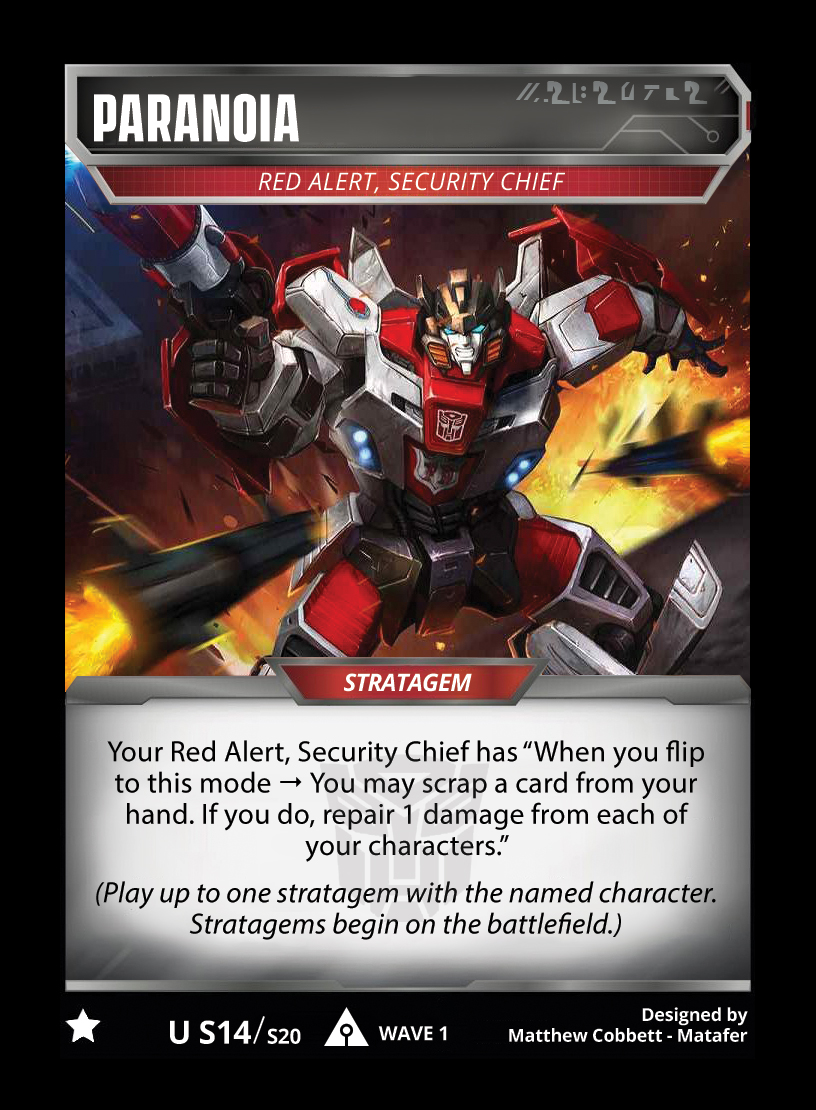 PARANOIA
RED ALERT, SECURITY CHIEF
STRATAGEM
Your Red Alert, Security Chief has “When you flip
to this mode → You may scrap a card from your
hand. If you do, repair 1 damage from each of
your characters.”
(Play up to one stratagem with the named character.
Stratagems begin on the battlefield.)
U S14/S20
WAVE 1
Designed by
Matthew Cobbett - Matafer